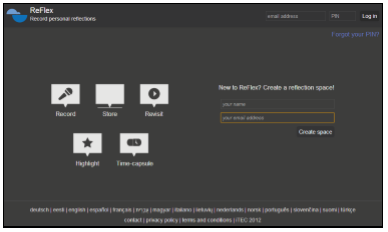 ReFlex
Record personal reflections
email address PIN Log in
Forgot your PIN?
New to ReFlex? Create a reflection space!
your name
your email address
Create space
Record Store Revisit
Highlight Time-capsule
deutsch | eesti | english | español | français | עברית | magyar | italiano | lietuvių | nederlands | norsk | português | slovenčina | suomi | türkçe
contact | privacy policy | terms and conditions | ITEC 2012